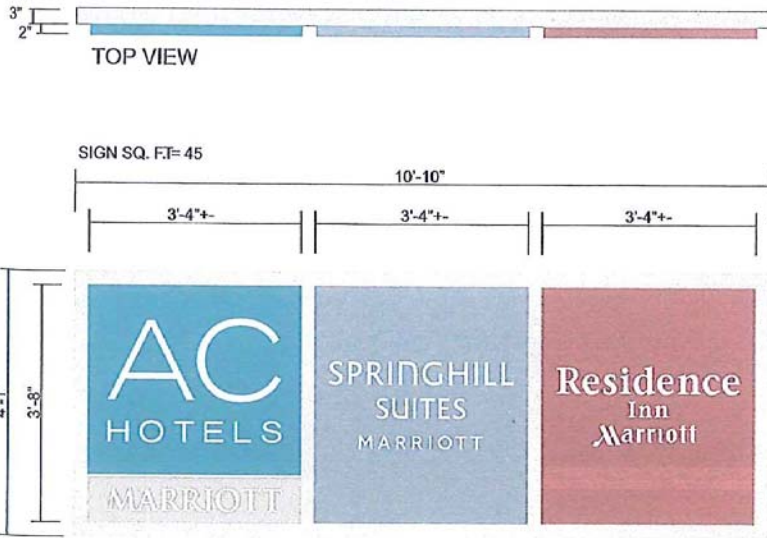 3"
2"
TOP VIEW
SIGN SQ. FT= 45
10'-10"
3'-4"+-
3'-4"+-
3'-4"+-
3'-8"
AC
HOTELS
MARRIOTT
SPRINGHILL
SUITES
MARRIOTT
Residence
Inn
Marriott